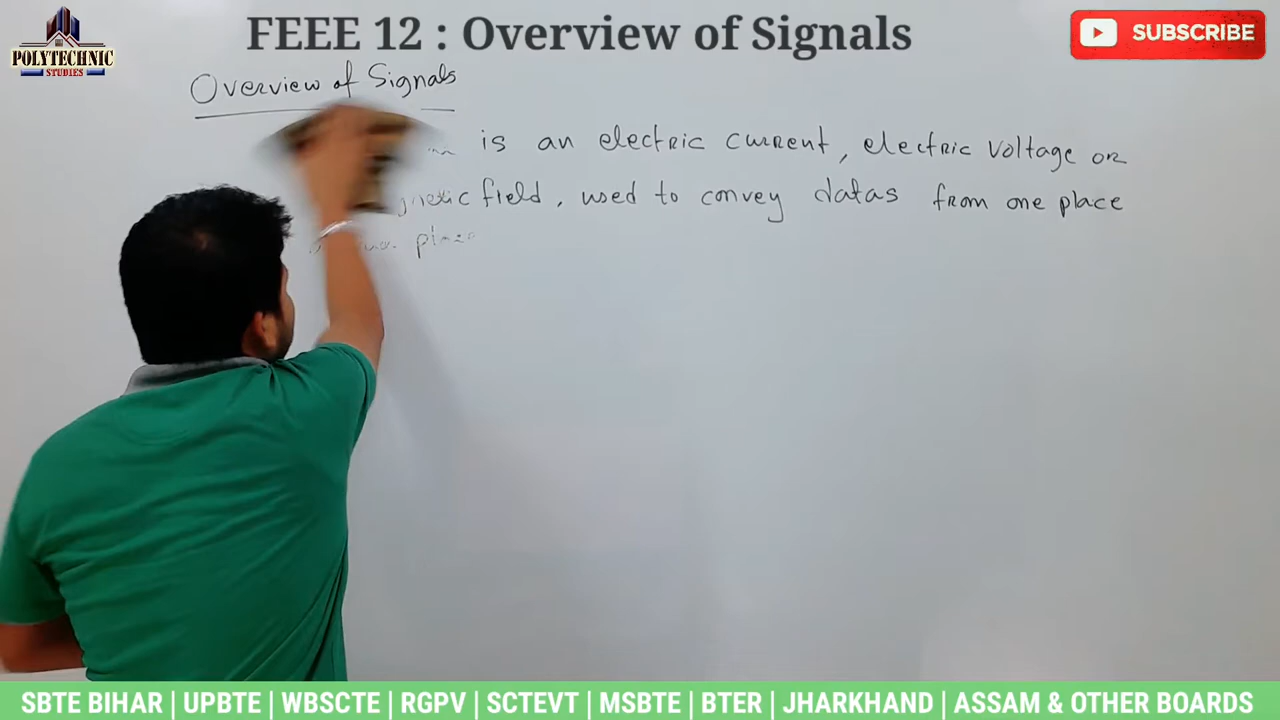 FEEE 12 : Overview of Signals
SUBSCRIBE
POLYTECHNIC
STUDIES
Overview of Signals
is an electric current, electric voltage or
field, used to convey datas from one place
SBTE BIHAR | UPBTE | WBSCTE | RGPV | SCTEVT | MSBTE | BTER | JHARKHAND | ASSAM & OTHER BOARDS